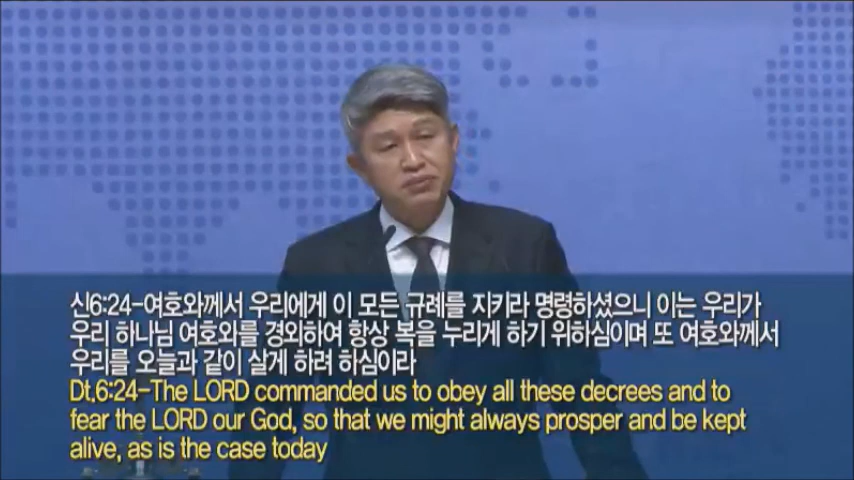 신6:24-여호와께서 우리에게 이 모든 규례를 지키라 명령하셨으니 이는 우리가
우리 하나님 여호와를 경외하여 항상 복을 누리게 하기 위하심이며 또 여호와께서
우리를 오늘과 같이 살게 하려 하심이라
Dt.6:24-The LORD commanded us to obey all these decrees and to
fear the LORD our God, so that we might always prosper and be kept
alive, as is the case today